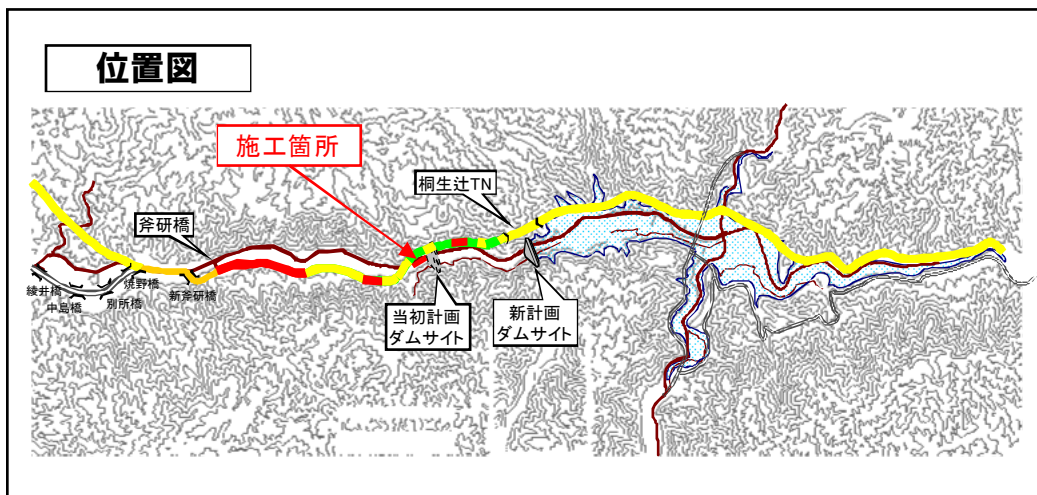 位置図
施工箇所
桐生辻TN
斧研橋
綾井橋
中島橋
別所橋
焼野橋
新斧研橋
当初計画
ダムサイト
新計画
ダムサイト